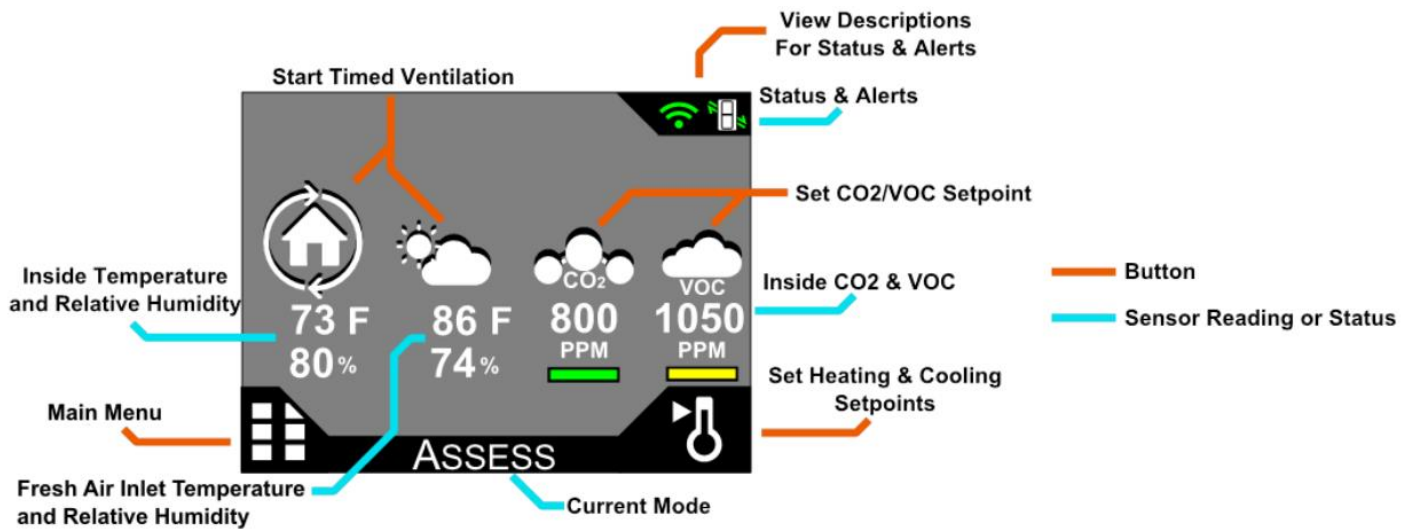 View Descriptions
For Status & Alerts
Start Timed Ventilation
Status & Alerts
Set CO2/VOC Setpoint
Inside Temperature
and Relative Humidity
CO₂
VOC
Inside CO2 & VOC
Button
73 F
86 F
800
1050
Sensor Reading or Status
80%
74%
PPM
PPM
Set Heating & Cooling
Setpoints
Main Menu
ASSESS
Fresh Air Inlet Temperature
and Relative Humidity
Current Mode